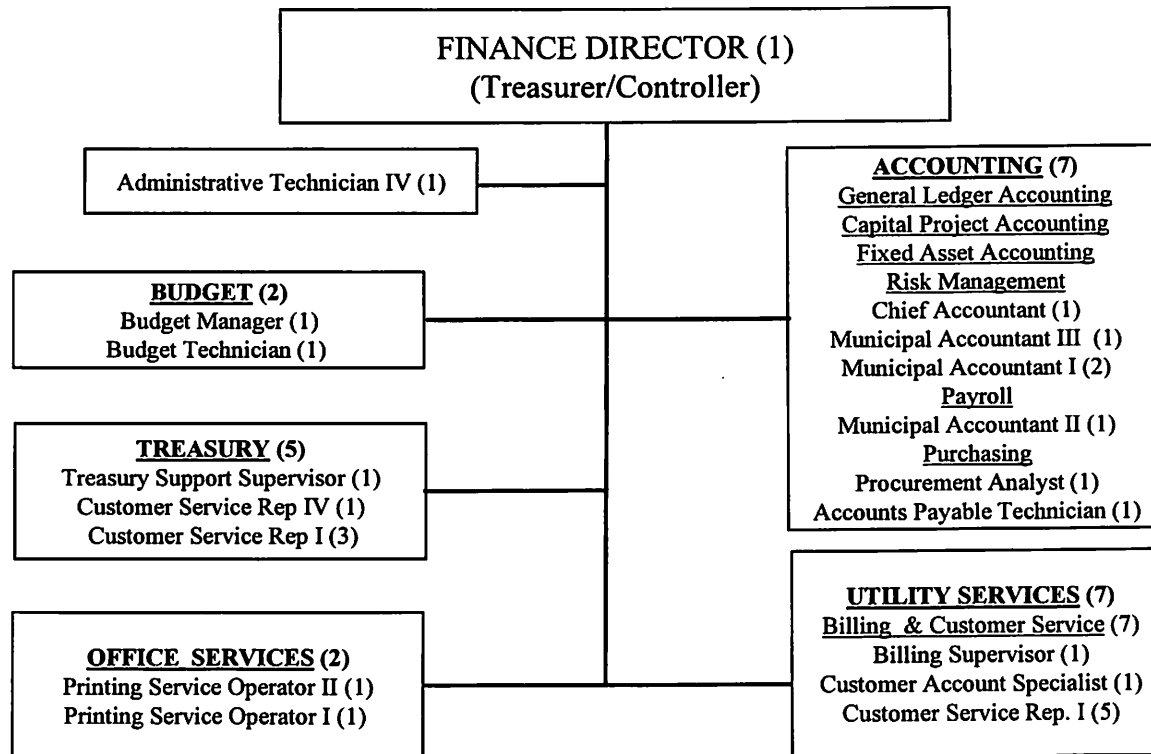 FINANCE DIRECTOR (1)
(Treasurer/Controller)
Administrative Technician IV (1)
BUDGET (2)
Budget Manager (1)
Budget Technician (1)
TREASURY (5)
Treasury Support Supervisor (1)
Customer Service Rep IV (1)
Customer Service Rep I (3)
OFFICE SERVICES (2)
Printing Service Operator II (1)
Printing Service Operator I (1)
ACCOUNTING (7)
General Ledger Accounting
Capital Project Accounting
Fixed Asset Accounting
Risk Management
Chief Accountant (1)
Municipal Accountant III (1)
Municipal Accountant I (2)
Payroll
Municipal Accountant II (1)
Purchasing
Procurement Analyst (1)
Accounts Payable Technician (1)
UTILITY SERVICES (7)
Billing & Customer Service (7)
Billing Supervisor (1)
Customer Account Specialist (1)
Customer Service Rep. I (5)